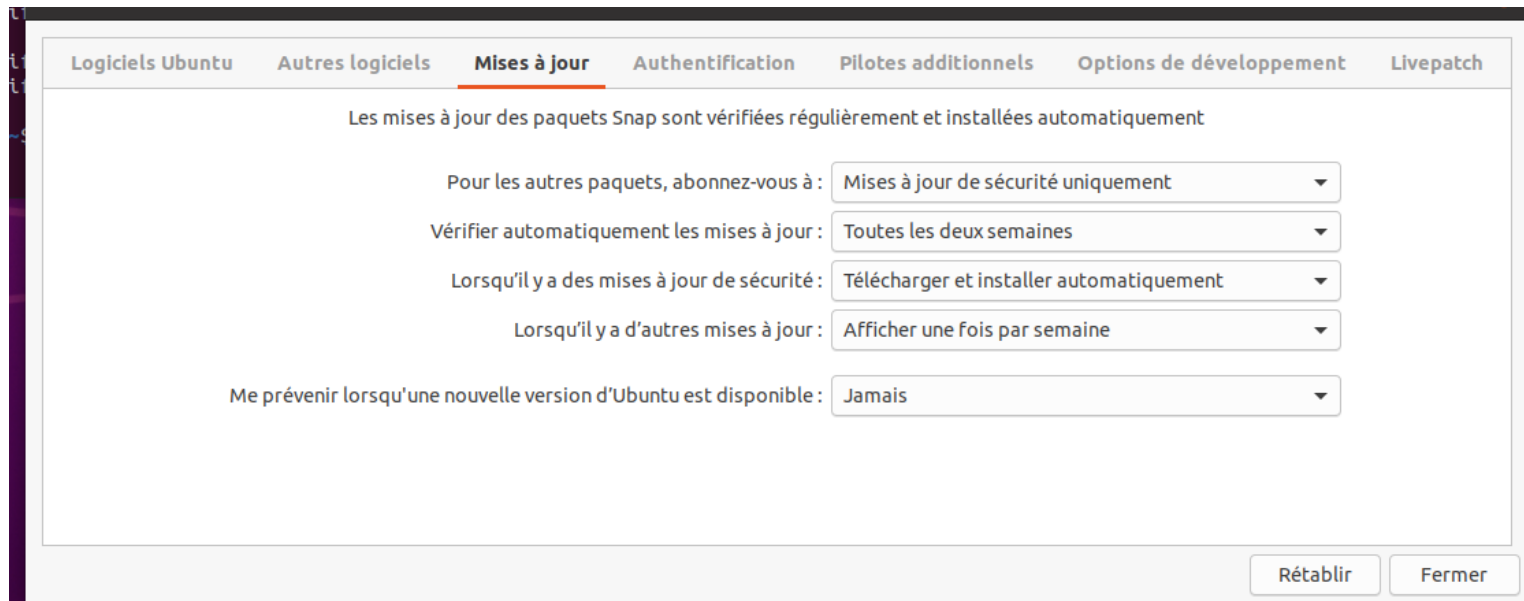 Logiciels Ubuntu Autres logiciels Mises à jour Authentification Pilotes additionnels Options de développement Livepatch
Les mises à jour des paquets Snap sont vérifiées régulièrement et installées automatiquement
Pour les autres paquets, abonnez-vous à : Mises à jour de sécurité uniquement
Vérifier automatiquement les mises à jour : Toutes les deux semaines
Lorsqu’il y a des mises à jour de sécurité : Télécharger et installer automatiquement
Lorsqu’il y a d’autres mises à jour : Afficher une fois par semaine
Me prévenir lorsqu'une nouvelle version d’Ubuntu est disponible : Jamais
Rétablir Fermer